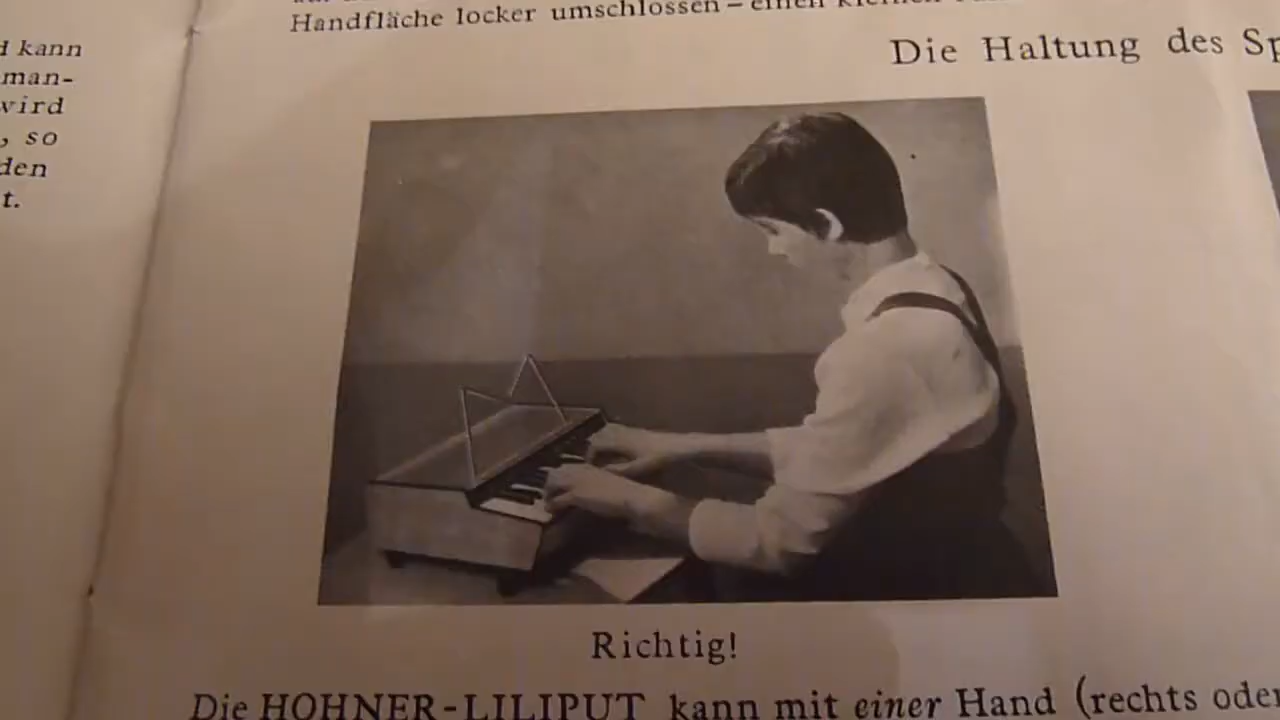 kann
man-
wird
, so
den
t.
Handfläche locker umschlossen – einen
Die Haltung des
Richtig!
Die HOHNER-LILIPUT kann mit einer Hand (rechts oder